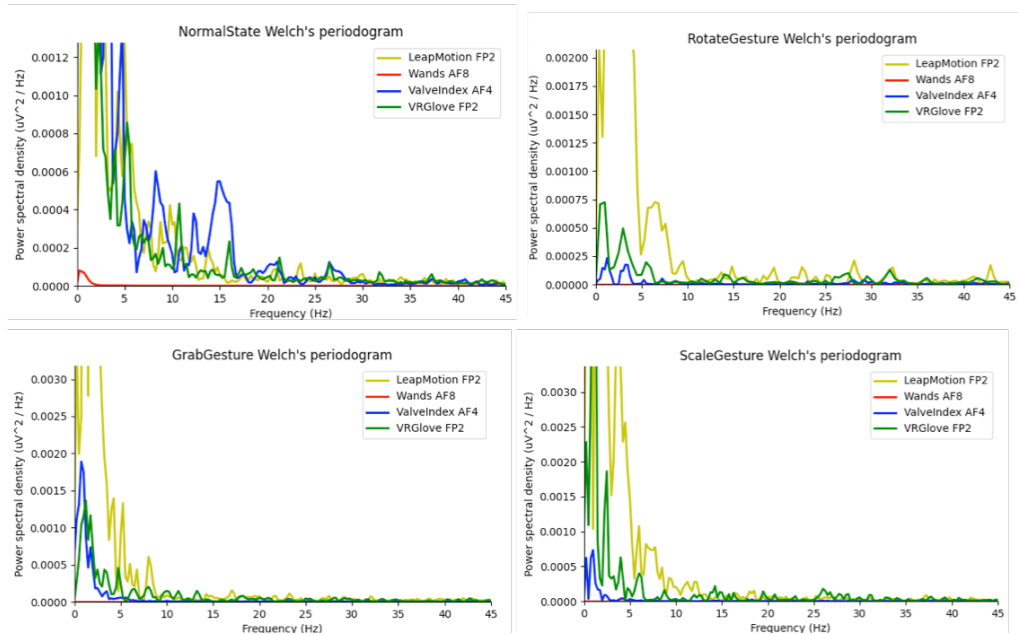 NormalState Welch's periodogram
Power spectral density (uV^2 / Hz)
0.0012
0.0010
0.0008
0.0006
0.0004
0.0002
0.0000
LeapMotion FP2
Wands AF8
ValveIndex AF4
VRGlove FP2
0 5 10 15 20 25 30 35 40 45
Frequency (Hz)
RotateGesture Welch's periodogram
Power spectral density (uV^2 / Hz)
0.00200
0.00175
0.00150
0.00125
0.00100
0.00075
0.00050
0.00025
0.00000
LeapMotion FP2
Wands AF8
ValveIndex AF4
VRGlove FP2
0 5 10 15 20 25 30 35 40 45
Frequency (Hz)
GrabGesture Welch's periodogram
Power spectral density (uV^2 / Hz)
0.0030
0.0025
0.0020
0.0015
0.0010
0.0005
0.0000
LeapMotion FP2
Wands AF8
ValveIndex AF4
VRGlove FP2
0 5 10 15 20 25 30 35 40 45
Frequency (Hz)
ScaleGesture Welch's periodogram
Power spectral density (uV^2 / Hz)
0.0030
0.0025
0.0020
0.0015
0.0010
0.0005
0.0000
LeapMotion FP2
Wands AF8
ValveIndex AF4
VRGlove FP2
0 5 10 15 20 25 30 35 40 45
Frequency (Hz)